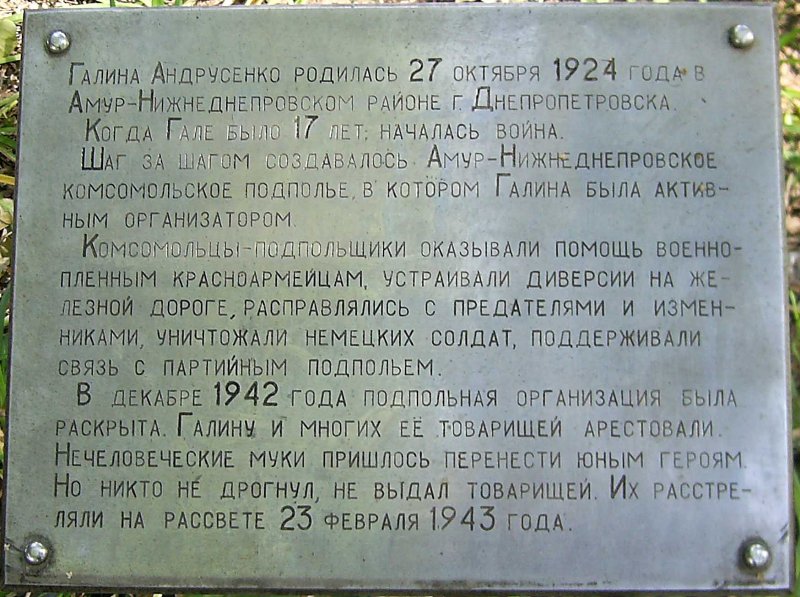 Галина Андрусенко родилась 27 октября 1924 года в
Амур-Нижнеднепровском районе г. Днепропетровска.
Когда Гале было 17 лет, началась война.
Шаг за шагом создавалось Амур-Нижнеднепровское
комсомольское подполье, в котором Галина была актив-
ным организатором.
Комсомольцы-подпольщики оказывали помощь военно-
пленным красноармейцам, устраивали диверсии на же-
лезной дороге, расправлялись с предателями и измен-
никами, уничтожали немецких солдат, поддерживали
связь с партийным подпольем.
В декабре 1942 года подпольная организация была
раскрыта. Галину и многих её товарищей арестовали.
Нечеловеческие муки пришлось перенести юным героям.
Но никто не дрогнул, не выдал товарищей. Их расстре-
ляли на рассвете 23 февраля 1943 года.